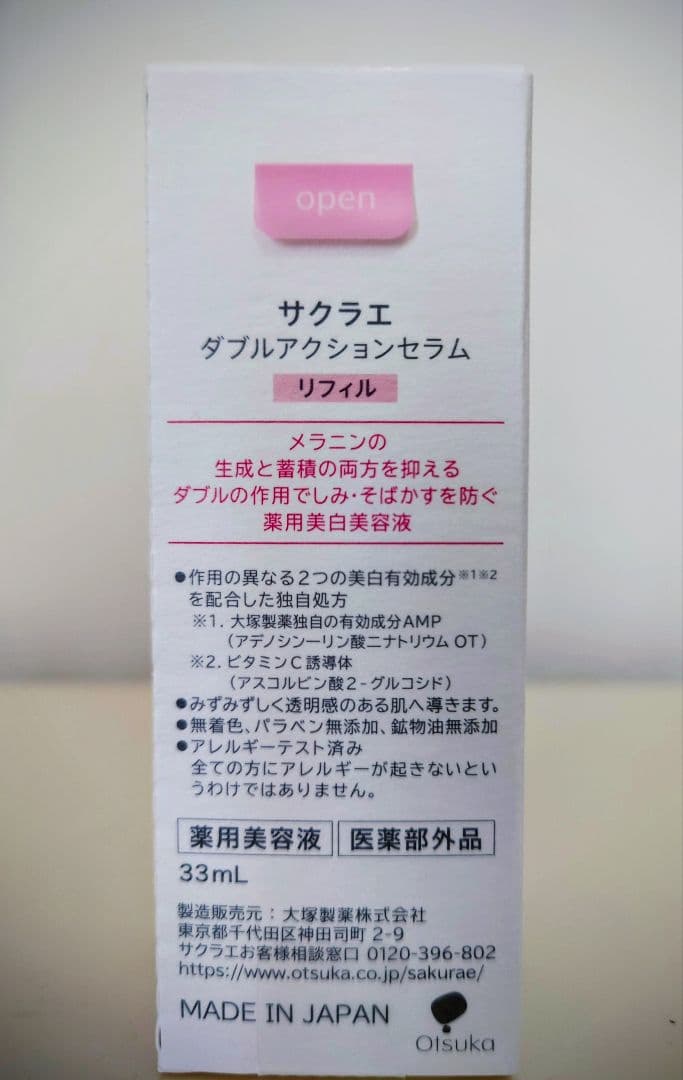 open
サクラエ
ダブルアクションセラム
リフィル
メラニンの
生成と蓄積の両方を抑える
ダブルの作用でしみ・そばかすを防ぐ
薬用美白美容液
●作用の異なる2つの美白有効成分※1※2
を配合した独自処方
※1. 大塚製薬独自の有効成分AMP
(アデノシン一リン酸二ナトリウム OT)
※2. ビタミンC誘導体
(アスコルビン酸2-グルコシド)
●みずみずしく透明感のある肌へ導きます。
●無着色、パラベン無添加、鉱物油無添加
●アレルギーテスト済み
全ての方にアレルギーが起きないとい
うわけではありません。
薬用美容液 医薬部外品
33mL
製造販売元：大塚製薬株式会社
東京都千代田区神田司町 2-9
サクラエお客様相談窓口 0120-396-802
https://www.otsuka.co.jp/sakurae/
MADE IN JAPAN
Otsuka